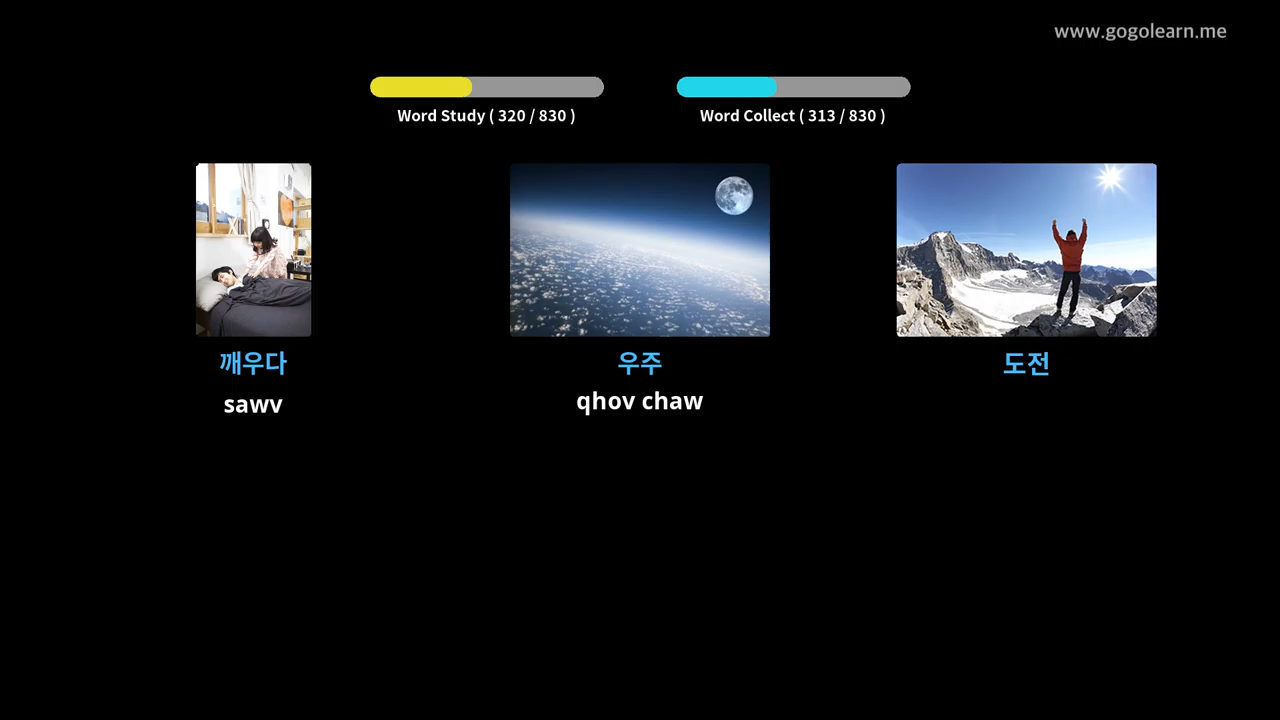 www.gogolearn.me
Word Study ( 320 / 830 )
Word Collect ( 313 / 830 )
깨우다
sawv
우주
qhov chaw
도전